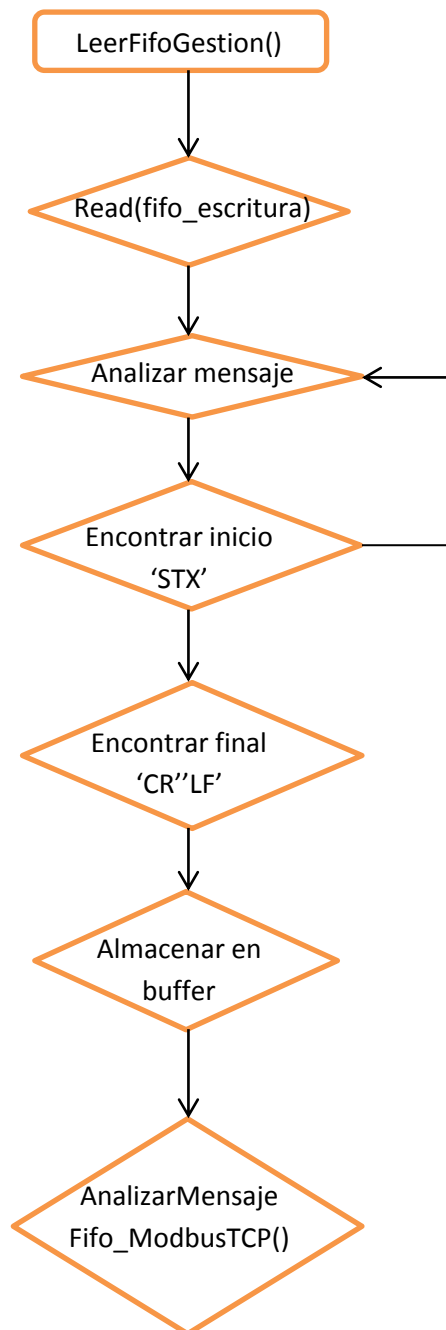 LeerFifoGestion()
Read(fifo_escritura)
Analizar mensaje
Encontrar inicio
‘STX’
Encontrar final
‘CR’’LF’
Almacenar en
buffer
AnalizarMensaje
Fifo_ModbusTCP()